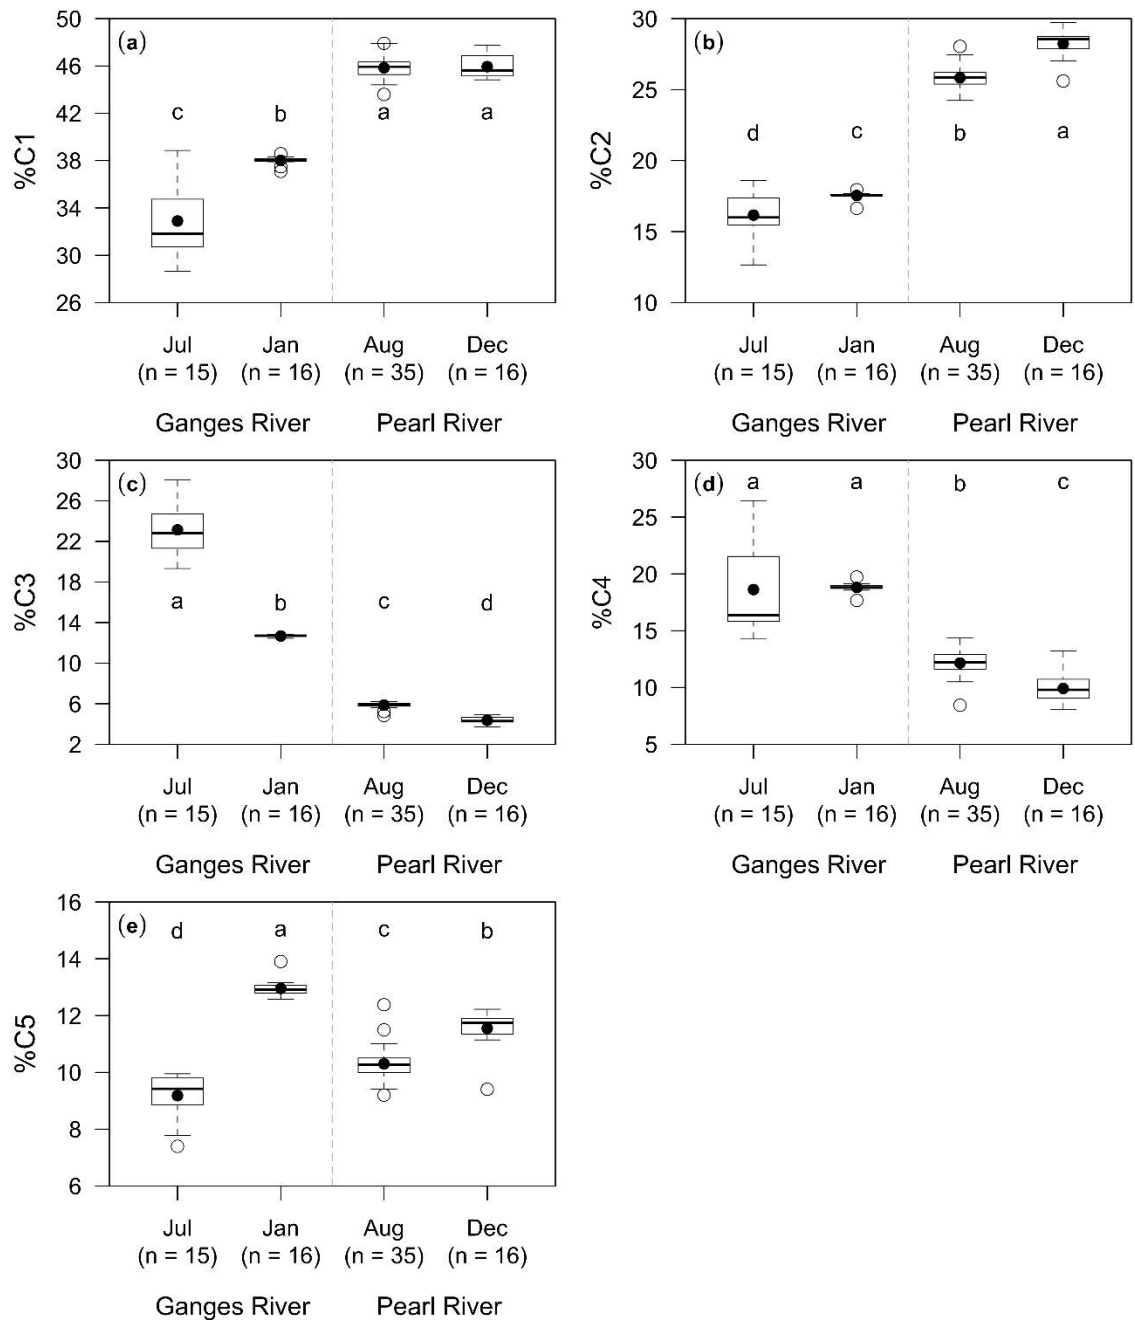 (a)
50
46
42
38
34
30
26
%C1
c b a a
Jul Jan Aug Dec
(n = 15) (n = 16) (n = 35) (n = 16)
Ganges River Pearl River
(b)
30
25
20
15
10
%C2
d c b a
Jul Jan Aug Dec
(n = 15) (n = 16) (n = 35) (n = 16)
Ganges River Pearl River
(c)
30
26
22
18
14
10
6
2
%C3
a b c d
Jul Jan Aug Dec
(n = 15) (n = 16) (n = 35) (n = 16)
Ganges River Pearl River
(d)
30
25
20
15
10
5
%C4
a a b c
Jul Jan Aug Dec
(n = 15) (n = 16) (n = 35) (n = 16)
Ganges River Pearl River
(e)
16
14
12
10
8
6
%C5
d a c b
Jul Jan Aug Dec
(n = 15) (n = 16) (n = 35) (n = 16)
Ganges River Pearl River